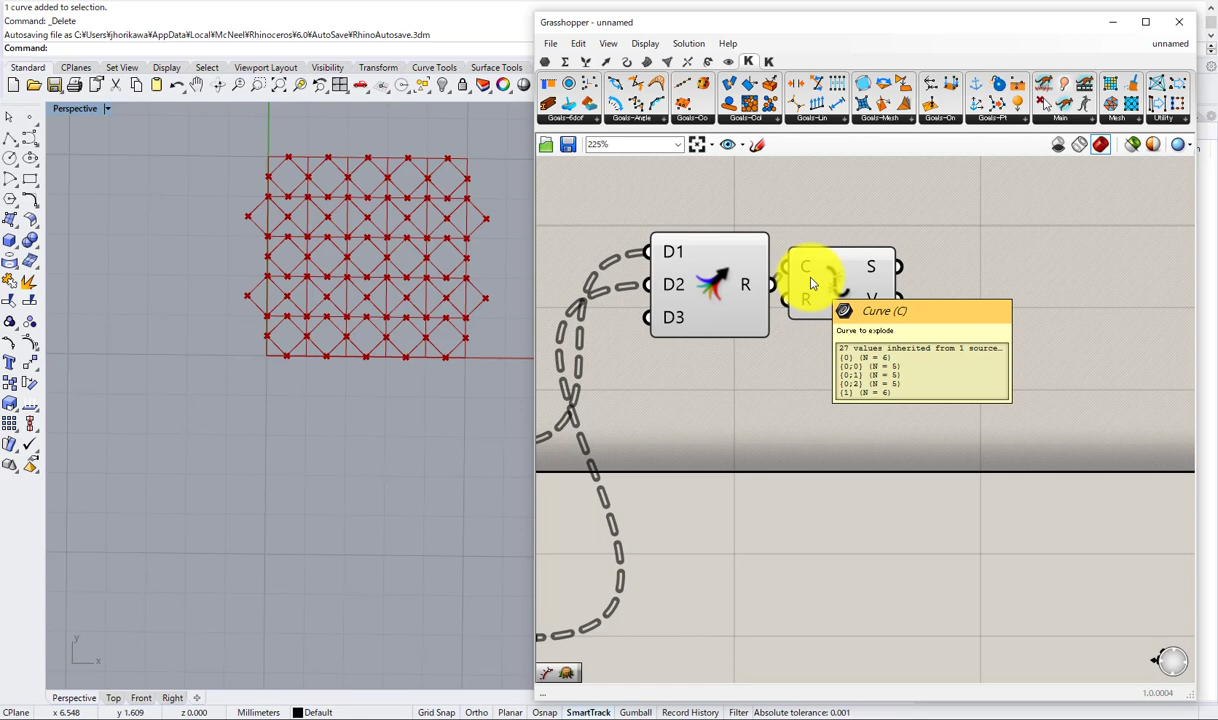 1 curve added to selection.
Command: _Delete
Autosaving file as C:¥Users¥jhorikawa¥AppData¥Local¥McNeel¥Rhinoceros¥6.0¥AutoSave¥RhinoAutosave.3dm
Command:
Standard CPlanes Set View Display Select Viewport Layout Visibility Transform Curve Tools Surface Tools
Perspective
y
x
Perspective Top Front Right
CPlane x 6.548 y 1.609 z 0.000 Millimeters Default Grid Snap Ortho Planar Osnap SmartTrack Gumball Record History Filter Absolute tolerance: 0.001
Grasshopper - unnamed
File Edit View Display Solution Help unnamed
K K
Goals-6dof Goals-Angle Goals-Co Goals-Col Goals-Lin Goals-Mesh Goals-On Goals-Pt Main Mesh Utility
225%
D1
D2
D3
R
C
R
S
V
Curve (C)
Curve to explode
27 values inherited from 1 source...
{0} (N = 6)
{0;0} (N = 5)
{0;1} (N = 5)
{0;2} (N = 5)
{1} (N = 6)
...
1.0.0004